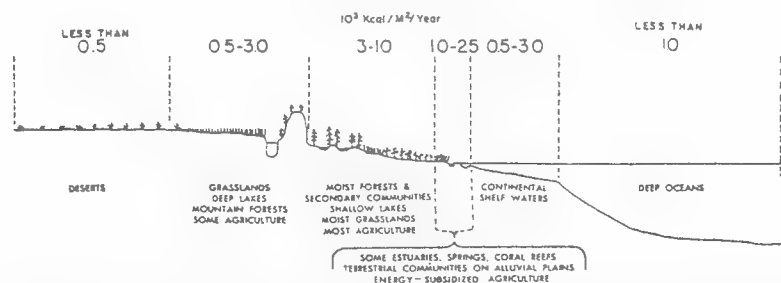 10³ Kcal/M²/Year
LESS THAN
0.5
0.5-3.0
3-10
10-25
0.5-3.0
LESS THAN
1.0
DESERTS
GRASSLANDS
DEEP LAKES
MOUNTAIN FORESTS
SOME AGRICULTURE
MOIST FORESTS &
SECONDARY COMMUNITIES
SHALLOW LAKES
MOIST GRASSLANDS
MOST AGRICULTURE
CONTINENTAL
SHELF WATERS
DEEP OCEANS
SOME ESTUARIES, SPRINGS, CORAL REEFS
TERRESTRIAL COMMUNITIES ON ALLUVIAL PLAINS
ENERGY-SUBSIDIZED AGRICULTURE